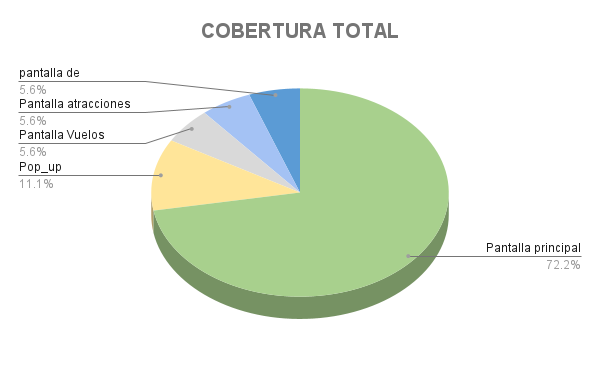 COBERTURA TOTAL
pantalla de
5.6%
Pantalla atracciones
5.6%
Pantalla Vuelos
5.6%
Pop_up
11.1%
Pantalla principal
72.2%